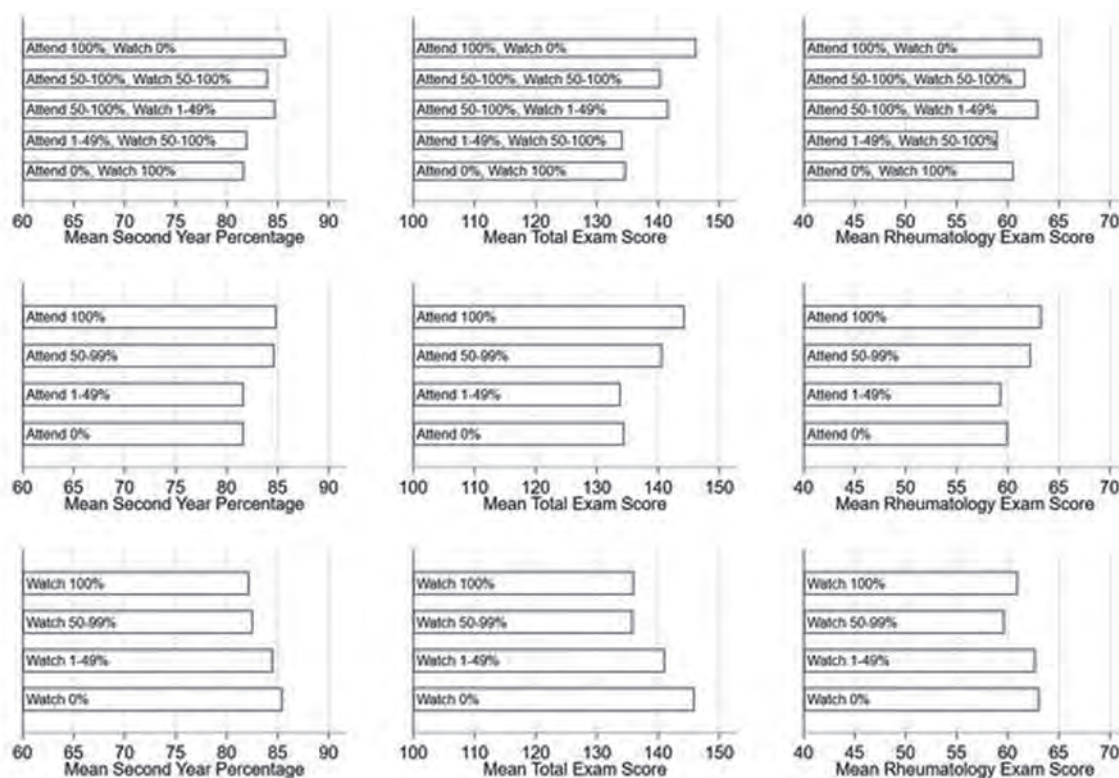 Attend 100%, Watch 0%
Attend 50-100%, Watch 50-100%
Attend 50-100%, Watch 1-49%
Attend 1-49%, Watch 50-100%
Attend 0%, Watch 100%
60 65 70 75 80 85 90
Mean Second Year Percentage
Attend 100%, Watch 0%
Attend 50-100%, Watch 50-100%
Attend 50-100%, Watch 1-49%
Attend 1-49%, Watch 50-100%
Attend 0%, Watch 100%
100 110 120 130 140 150
Mean Total Exam Score
Attend 100%, Watch 0%
Attend 50-100%, Watch 50-100%
Attend 50-100%, Watch 1-49%
Attend 1-49%, Watch 50-100%
Attend 0%, Watch 100%
40 45 50 55 60 65 70
Mean Rheumatology Exam Score
Attend 100%
Attend 50-99%
Attend 1-49%
Attend 0%
60 65 70 75 80 85 90
Mean Second Year Percentage
Attend 100%
Attend 50-99%
Attend 1-49%
Attend 0%
100 110 120 130 140 150
Mean Total Exam Score
Attend 100%
Attend 50-99%
Attend 1-49%
Attend 0%
40 45 50 55 60 65 70
Mean Rheumatology Exam Score
Watch 100%
Watch 50-99%
Watch 1-49%
Watch 0%
60 65 70 75 80 85 90
Mean Second Year Percentage
Watch 100%
Watch 50-99%
Watch 1-49%
Watch 0%
100 110 120 130 140 150
Mean Total Exam Score
Watch 100%
Watch 50-99%
Watch 1-49%
Watch 0%
40 45 50 55 60 65 70
Mean Rheumatology Exam Score